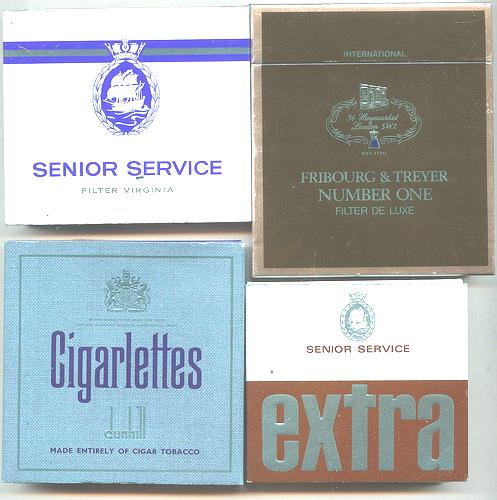 SENIOR SERVICE
FILTER VIRGINIA
INTERNATIONAL
34 Haymarket
London SW1.
EST. 1720
FRIBOURG & TREYER
NUMBER ONE
FILTER DE LUXE
Cigarlettes
dunhill
MADE ENTIRELY OF CIGAR TOBACCO
SENIOR SERVICE
extra